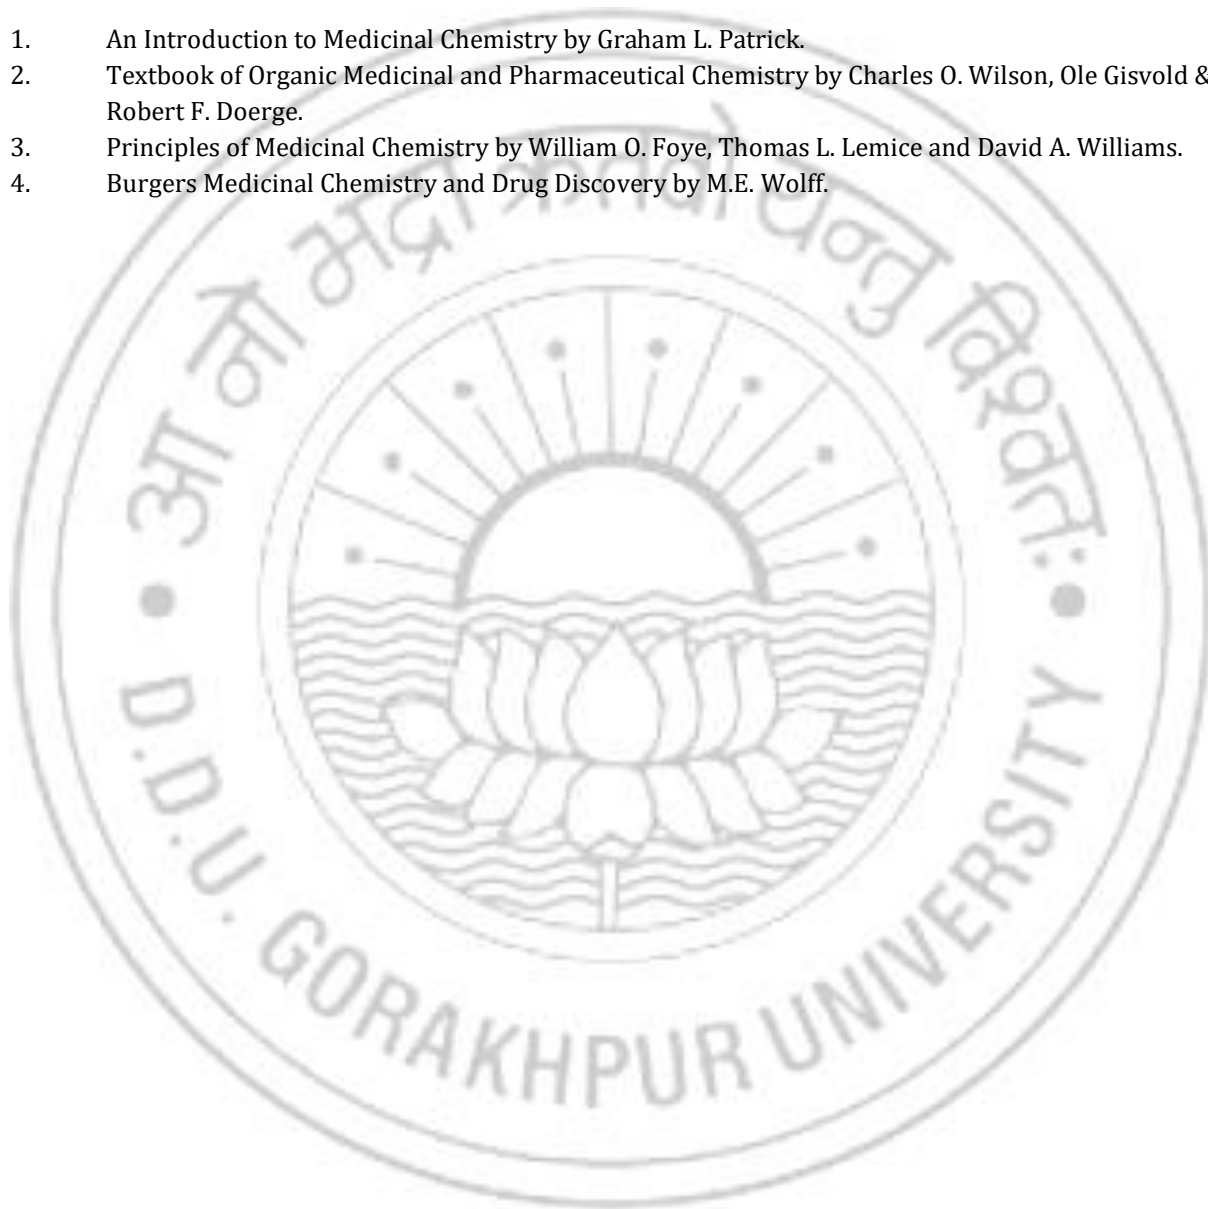 1. An Introduction to Medicinal Chemistry by Graham L. Patrick.
2. Textbook of Organic Medicinal and Pharmaceutical Chemistry by Charles O. Wilson, Ole Gisvold &
Robert F. Doerge.
3. Principles of Medicinal Chemistry by William O. Foye, Thomas L. Lemice and David A. Williams.
4. Burgers Medicinal Chemistry and Drug Discovery by M.E. Wolff.
आ नो भद्राः क्रतवो यन्तु विश्वतः
D.D.U. GORAKHPUR UNIVERSITY